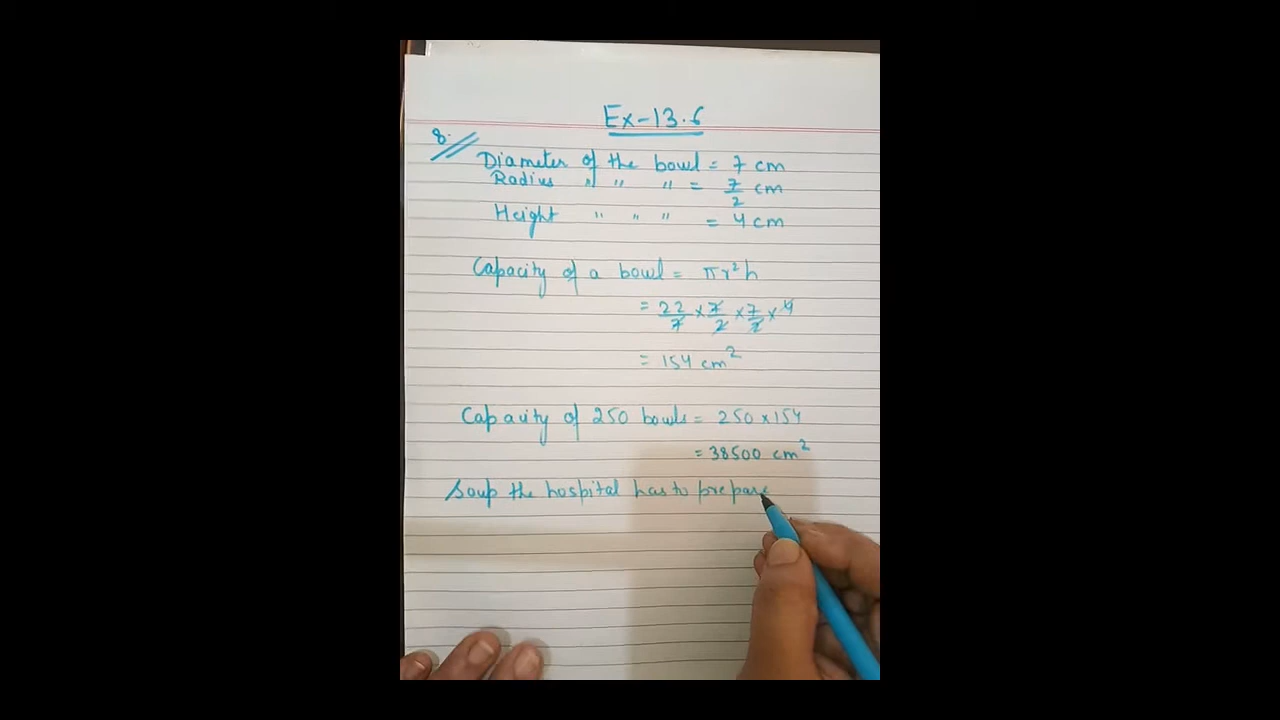 Ex-13.6
8.
Diameter of the bowl = 7 cm
Radius " " " = 7/2 cm
Height " " " = 4 cm
Capacity of a bowl = πr²h
= 22/7 × 7/2 × 7/2 × 4
= 154 cm²
Capacity of 250 bowls = 250 × 154
= 38500 cm²
Soup the hospital has to prepare